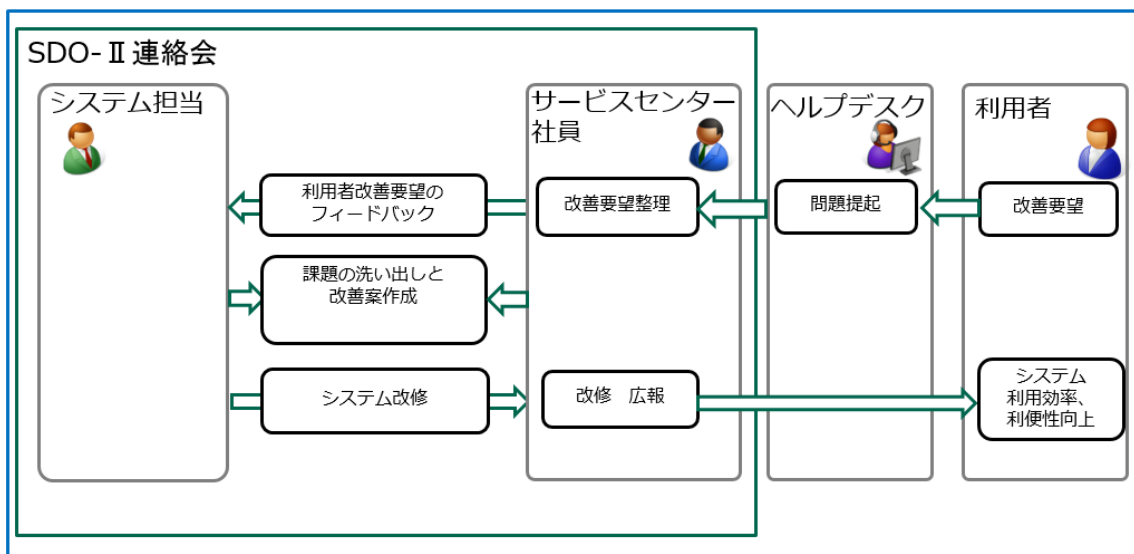 SDO-Ⅱ連絡会
システム担当
サービスセンター
社員
ヘルプデスク
利用者
利用者改善要望の
フィードバック
改善要望整理
問題提起
改善要望
課題の洗い出しと
改善案作成
システム改修
改修　広報
システム
利用効率、
利便性向上